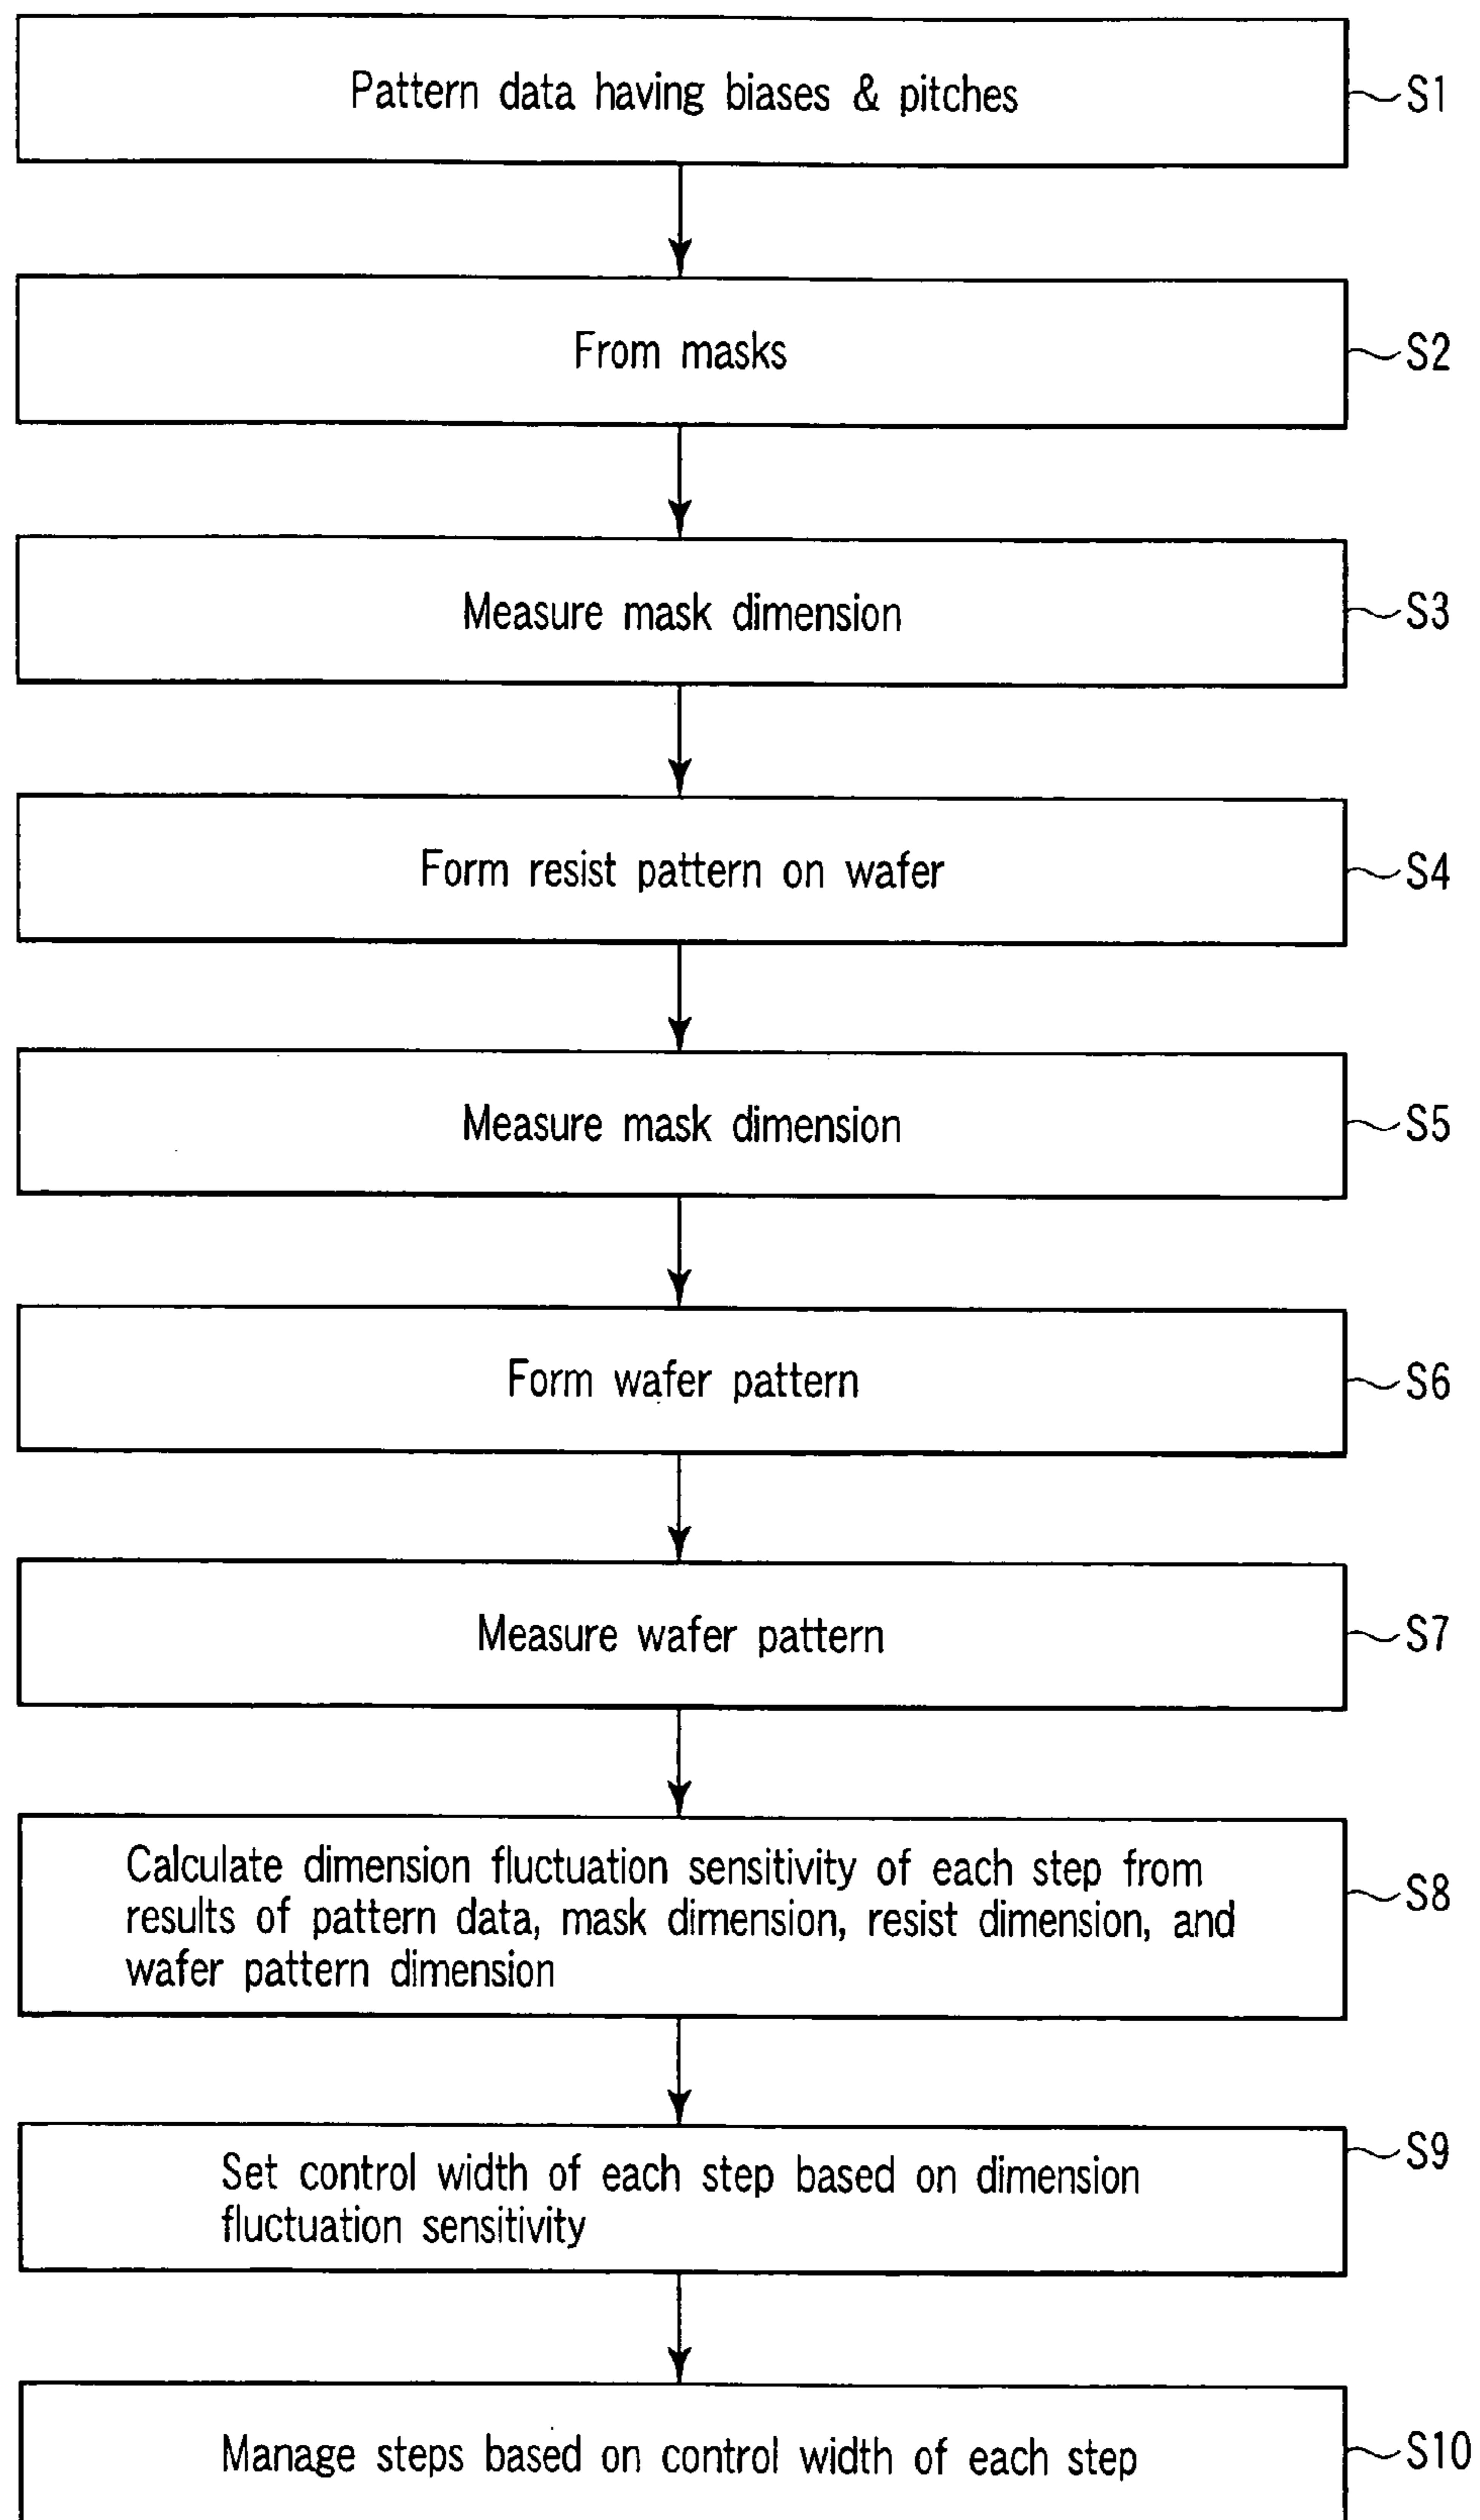 Pattern data having biases & pitches
S1
From masks
S2
Measure mask dimension
S3
Form resist pattern on wafer
S4
Measure mask dimension
S5
Form wafer pattern
S6
Measure wafer pattern
S7
Calculate dimension fluctuation sensitivity of each step from
results of pattern data, mask dimension, resist dimension, and
wafer pattern dimension
S8
Set control width of each step based on dimension
fluctuation sensitivity
S9
Manage steps based on control width of each step
S10